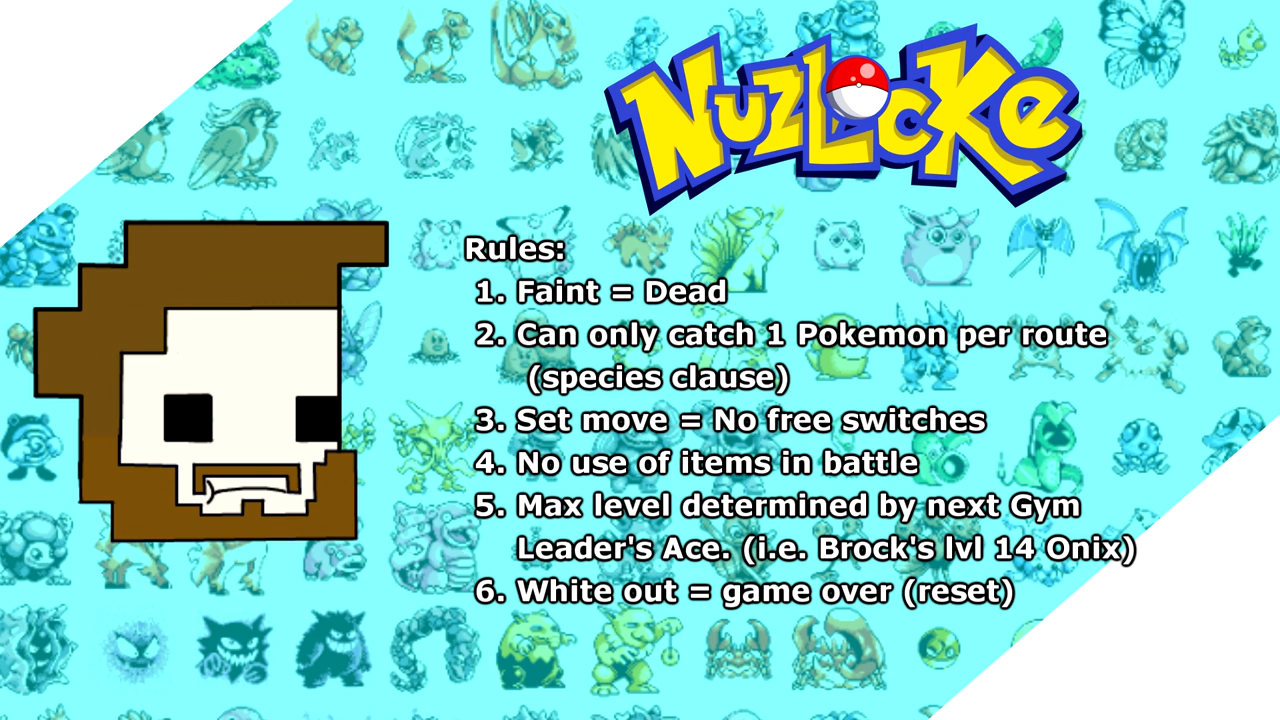 NUZLOCKE
Rules:
1. Faint = Dead
2. Can only catch 1 Pokemon per route
(species clause)
3. Set move = No free switches
4. No use of items in battle
5. Max level determined by next Gym
Leader's Ace. (i.e. Brock's lvl 14 Onix)
6. White out = game over (reset)